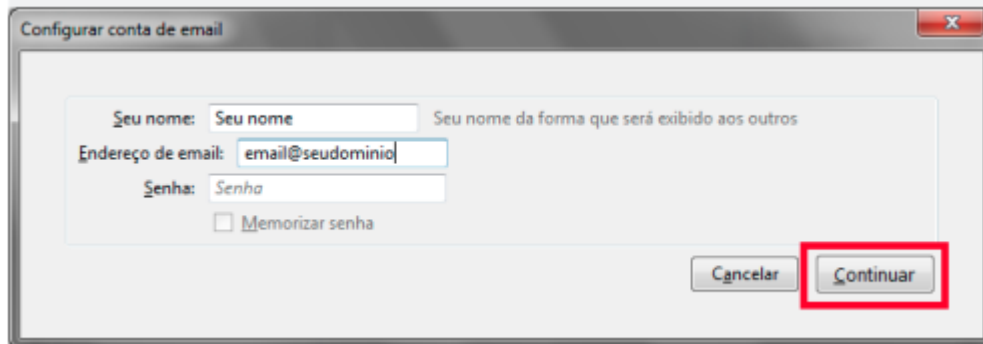 Configurar conta de email
Seu nome: Seu nome Seu nome da forma que será exibido aos outros
Endereço de email: email@seudominio
Senha: Senha
Memorizar senha
Cancelar Continuar